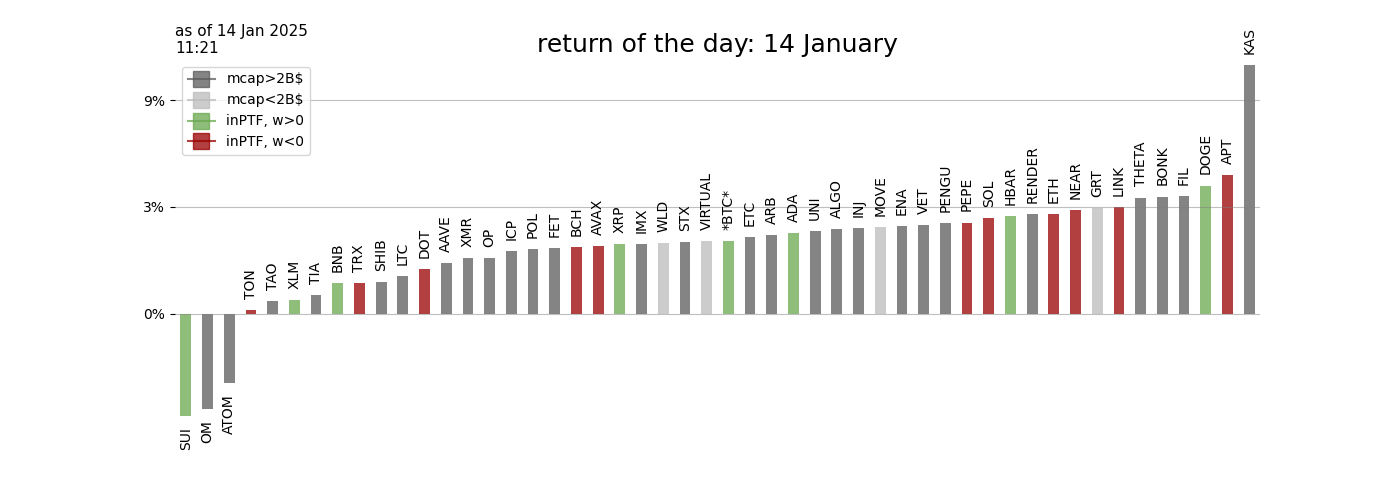 as of 14 Jan 2025
11:21
return of the day: 14 January
mcap>2B$
mcap<2B$
inPTF, w>0
inPTF, w<0
9%
3%
0%
SUI
OM
ATOM
TON
TAO
XLM
TIA
BNB
TRX
SHIB
LTC
DOT
AAVE
XMR
OP
ICP
POL
FET
BCH
AVAX
XRP
IMX
WLD
STX
VIRTUAL
*BTC*
ETC
ARB
ADA
UNI
ALGO
INJ
MOVE
ENA
VET
PENGU
PEPE
SOL
HBAR
RENDER
ETH
NEAR
GRT
LINK
THETA
BONK
FIL
DOGE
APT
KAS